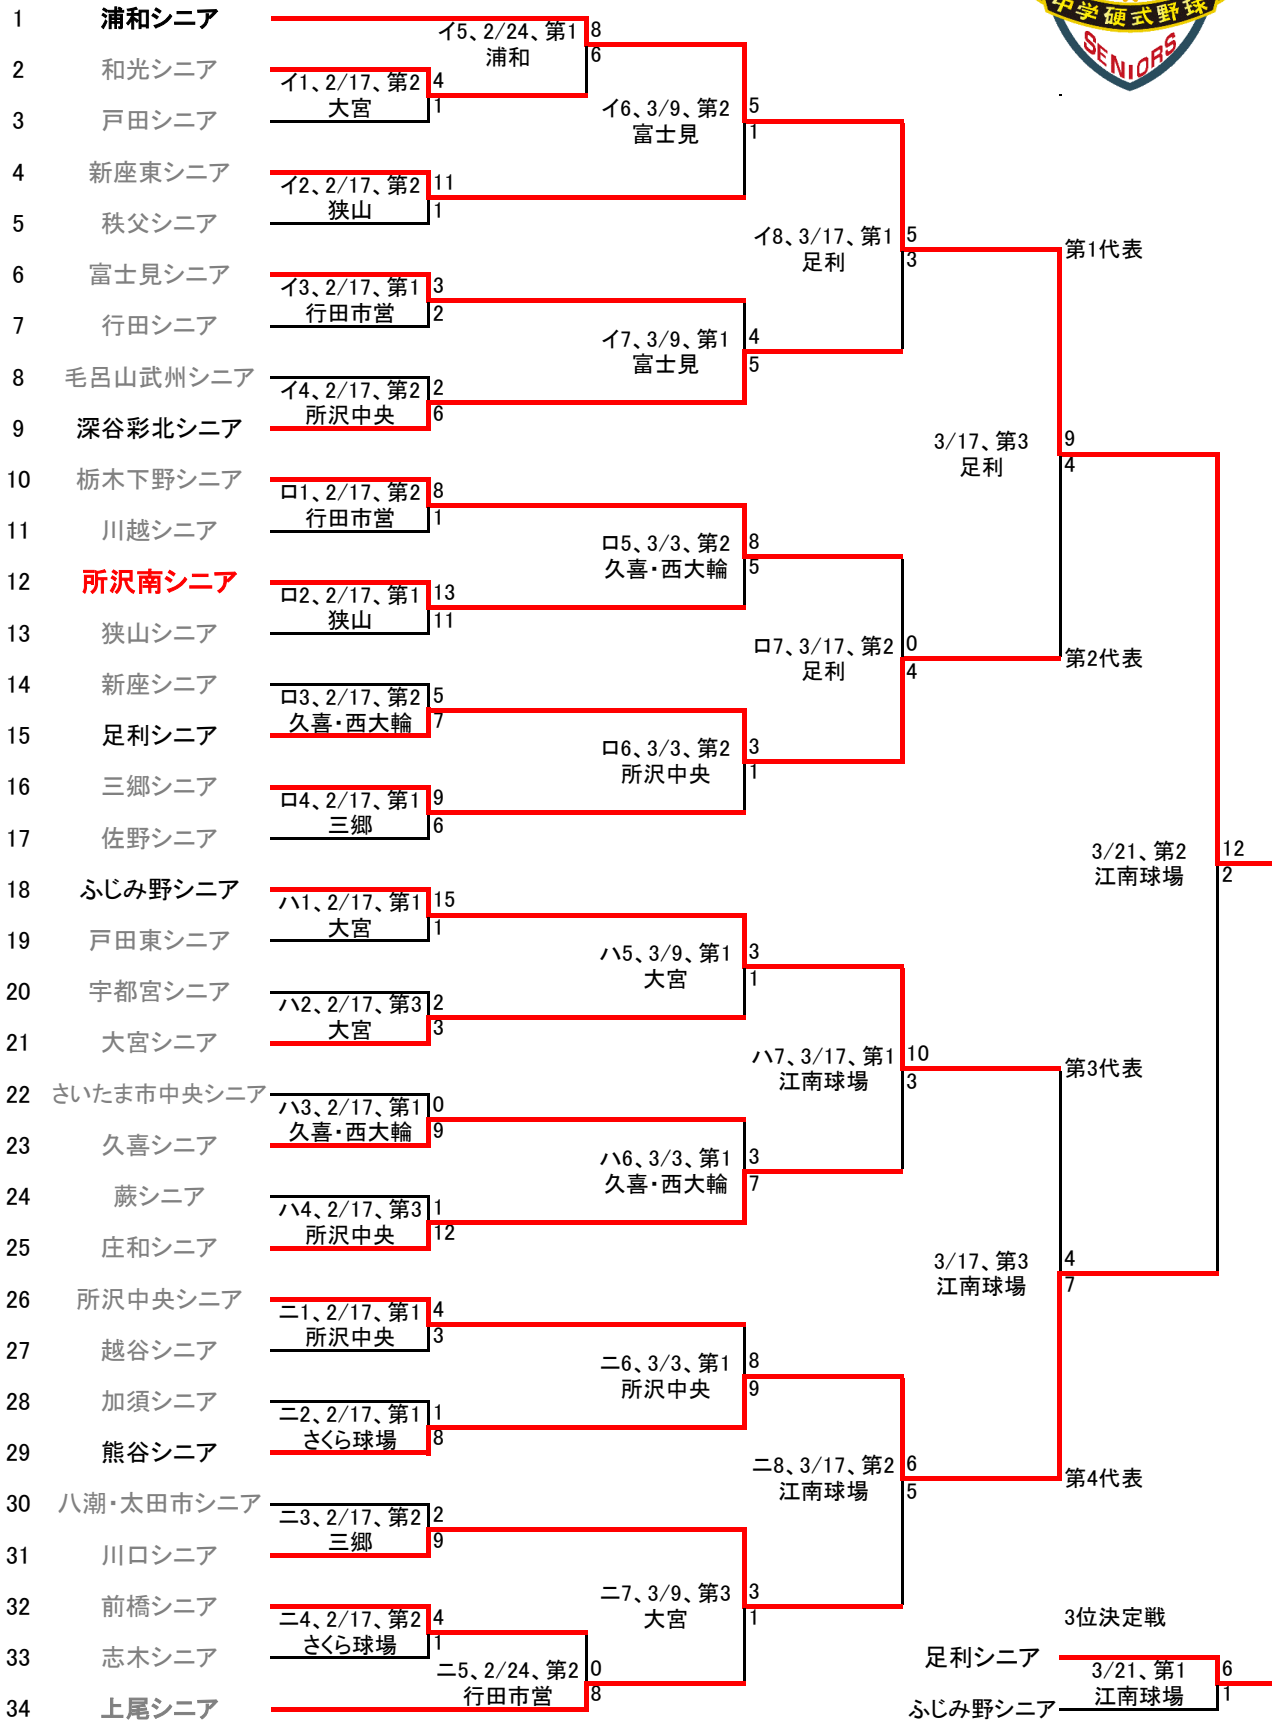 中学硬式野球
SENIORS
1 浦和シニア
2 和光シニア
3 戸田シニア
4 新座東シニア
5 秩父シニア
6 富士見シニア
7 行田シニア
8 毛呂山武州シニア
9 深谷彩北シニア
10 栃木下野シニア
11 川越シニア
12 所沢南シニア
13 狭山シニア
14 新座シニア
15 足利シニア
16 三郷シニア
17 佐野シニア
18 ふじみ野シニア
19 戸田東シニア
20 宇都宮シニア
21 大宮シニア
22 さいたま市中央シニア
23 久喜シニア
24 蕨シニア
25 庄和シニア
26 所沢中央シニア
27 越谷シニア
28 加須シニア
29 熊谷シニア
30 八潮・太田市シニア
31 川口シニア
32 前橋シニア
33 志木シニア
34 上尾シニア
イ1、2/17、第2 4
大宮 1
イ2、2/17、第2 11
狭山 1
イ3、2/17、第1 3
行田市営 2
イ4、2/17、第2 2
所沢中央 6
ロ1、2/17、第2 8
行田市営 1
ロ2、2/17、第1 13
狭山 11
ロ3、2/17、第2 5
久喜・西大輪 7
ロ4、2/17、第1 9
三郷 6
ハ1、2/17、第1 15
大宮 1
ハ2、2/17、第3 2
大宮 3
ハ3、2/17、第1 0
久喜・西大輪 9
ハ4、2/17、第3 1
所沢中央 12
ニ1、2/17、第1 4
所沢中央 3
ニ2、2/17、第1 1
さくら球場 8
ニ3、2/17、第2 2
三郷 9
ニ4、2/17、第2 4
さくら球場 1
イ5、2/24、第1 8
浦和 6
ニ5、2/24、第2 0
行田市営 8
イ6、3/9、第2 5
富士見 1
イ7、3/9、第1 4
富士見 5
ロ5、3/3、第2 8
久喜・西大輪 5
ロ6、3/3、第2 3
所沢中央 1
ハ5、3/9、第1 3
大宮 1
ハ6、3/3、第1 3
久喜・西大輪 7
ニ6、3/3、第1 8
所沢中央 9
ニ7、3/9、第3 3
大宮 1
イ8、3/17、第1 5
足利 3
ロ7、3/17、第2 0
足利 4
ハ7、3/17、第1 10
江南球場 3
ニ8、3/17、第2 6
江南球場 5
第1代表
第2代表
第3代表
第4代表
3/17、第3 9
足利 4
3/17、第3 4
江南球場 7
3/21、第2 12
江南球場 2
3位決定戦
足利シニア
3/21、第1 6
江南球場 1
ふじみ野シニア